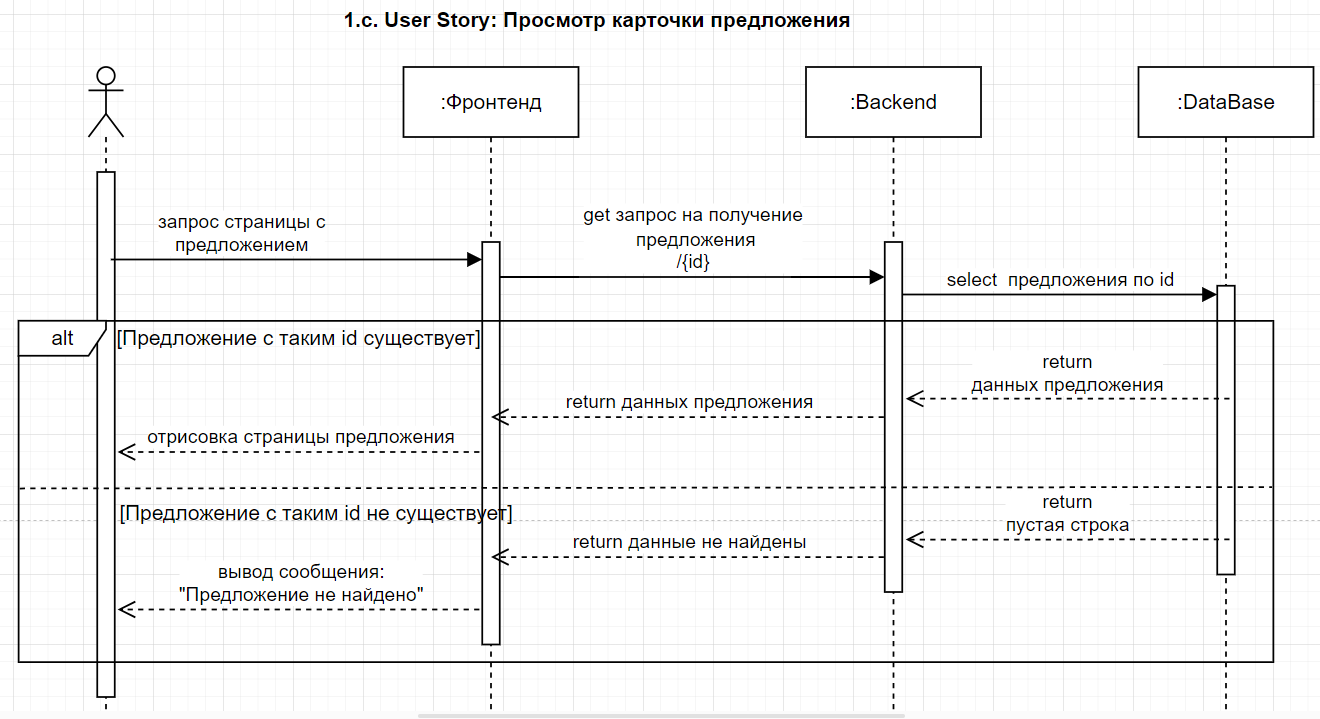 1.c. User Story: Просмотр карточки предложения
:Фронтенд
:Backend
:DataBase
запрос страницы с
предложением
get запрос на получение
предложения
/{id}
select  предложения по id
alt
[Предложение с таким id существует]
return
данных предложения
return данных предложения
отрисовка страницы предложения
[Предложение с таким id не существует]
return
пустая строка
return данные не найдены
вывод сообщения:
"Предложение не найдено"